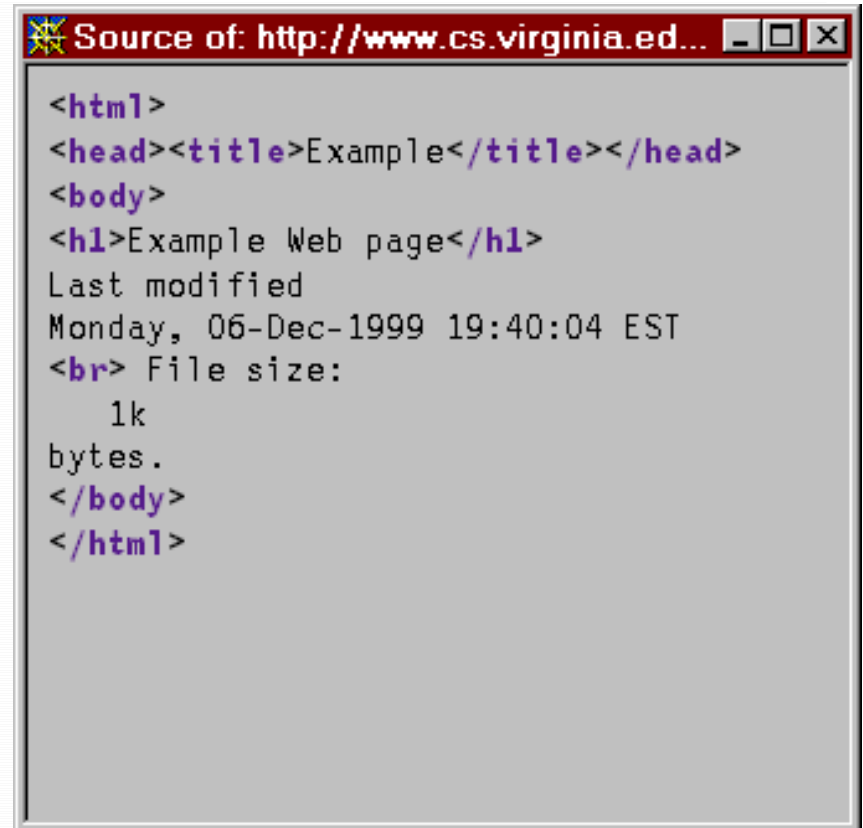 Source of: http://www.cs.virginia.ed...
<html>
<head><title>Example</title></head>
<body>
<h1>Example Web page</h1>
Last modified
Monday, 06-Dec-1999 19:40:04 EST
<br> File size:
   1k
bytes.
</body>
</html>